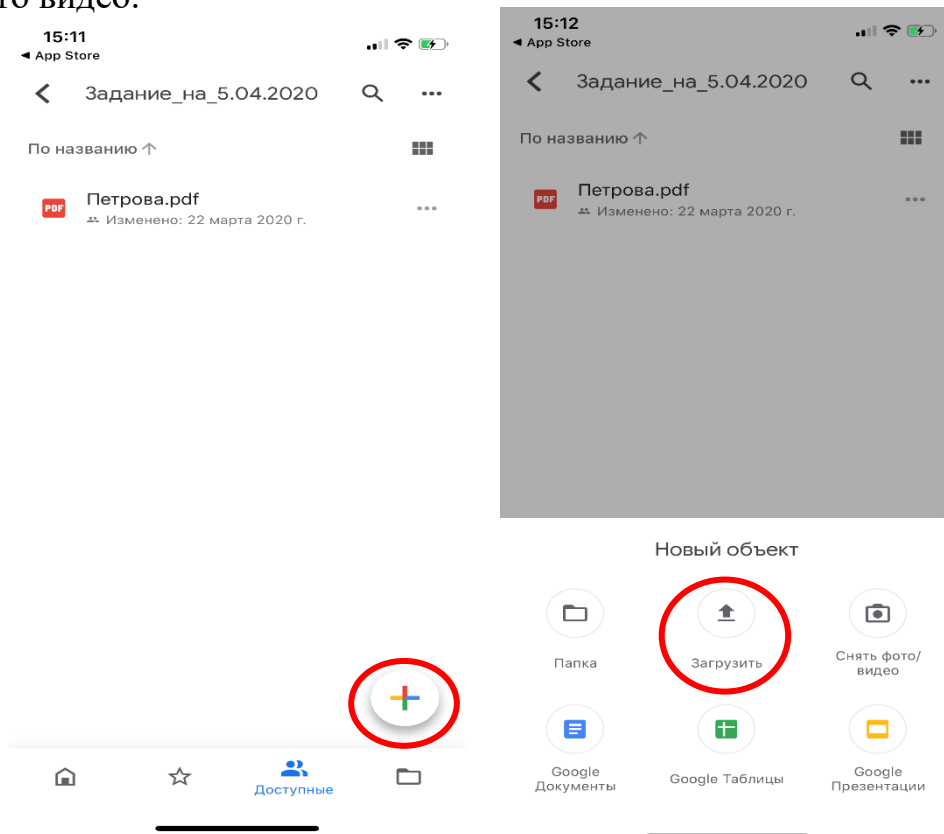 то видео.
15:11
◄ App Store
Задание_на_5.04.2020
По названию ↑
PDF
Петрова.pdf
Изменено: 22 марта 2020 г.
Доступные
15:12
◄ App Store
Задание_на_5.04.2020
По названию ↑
PDF
Петрова.pdf
Изменено: 22 марта 2020 г.
Новый объект
Папка
Загрузить
Снять фото/
видео
Google
Документы
Google Таблицы
Google
Презентации